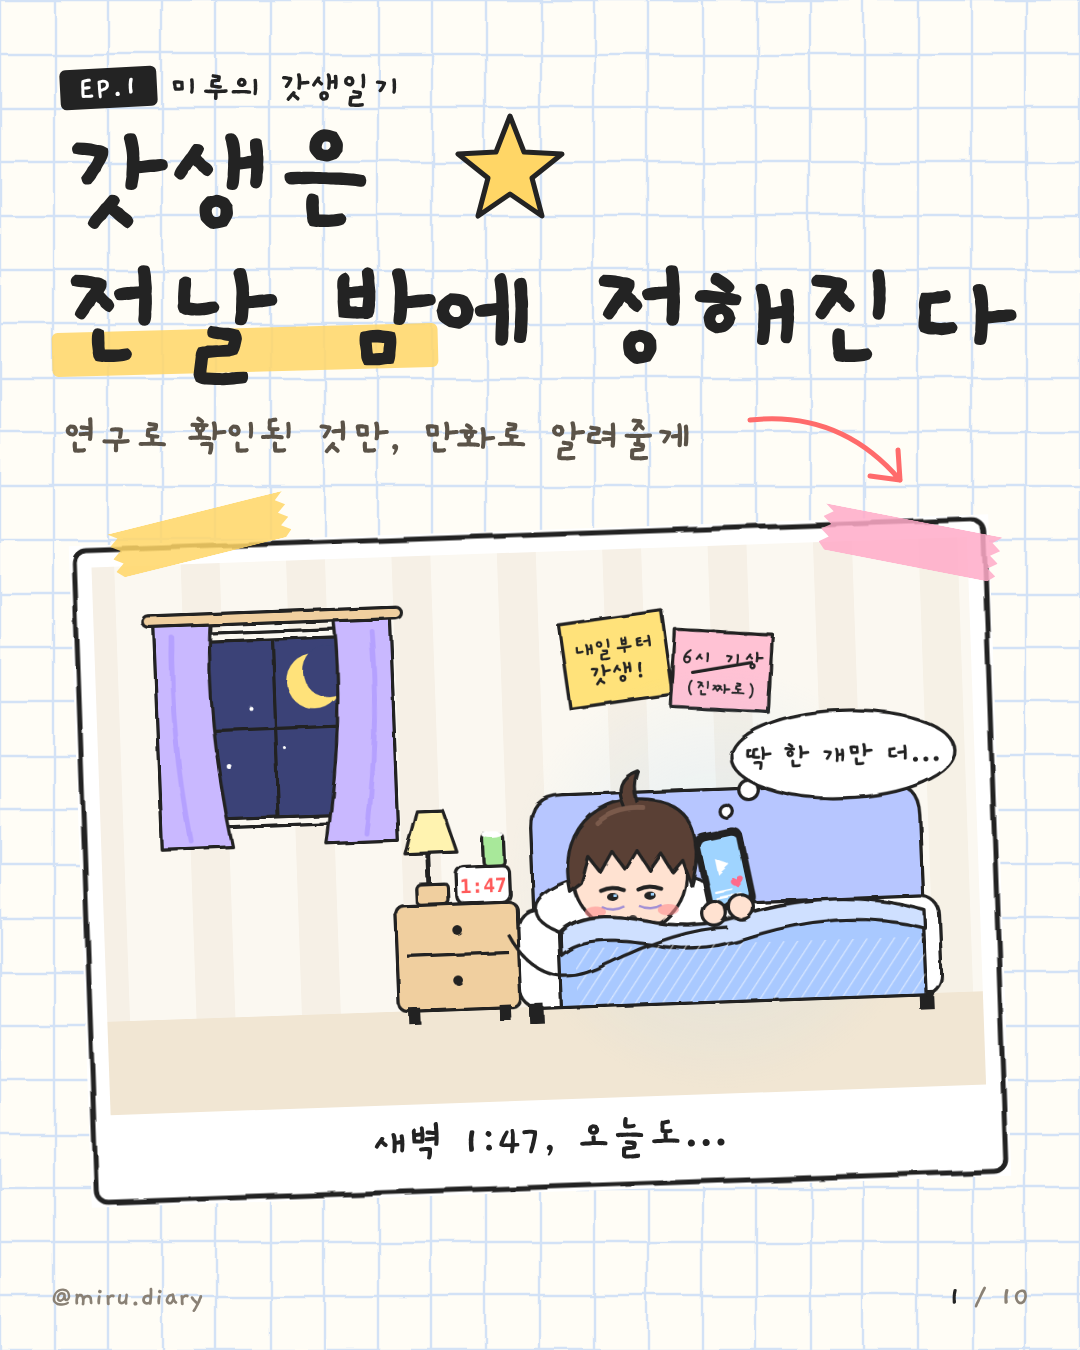 EP.1 미루의 갓생일기
갓생은
전날 밤에 정해진다
연구로 확인된 것만, 만화로 알려줄게
내일부터
갓생!
6시 기상
(진짜로)
딱 한 개만 더...
1:47
새벽 1:47, 오늘도...
@miru.diary
1 / 10